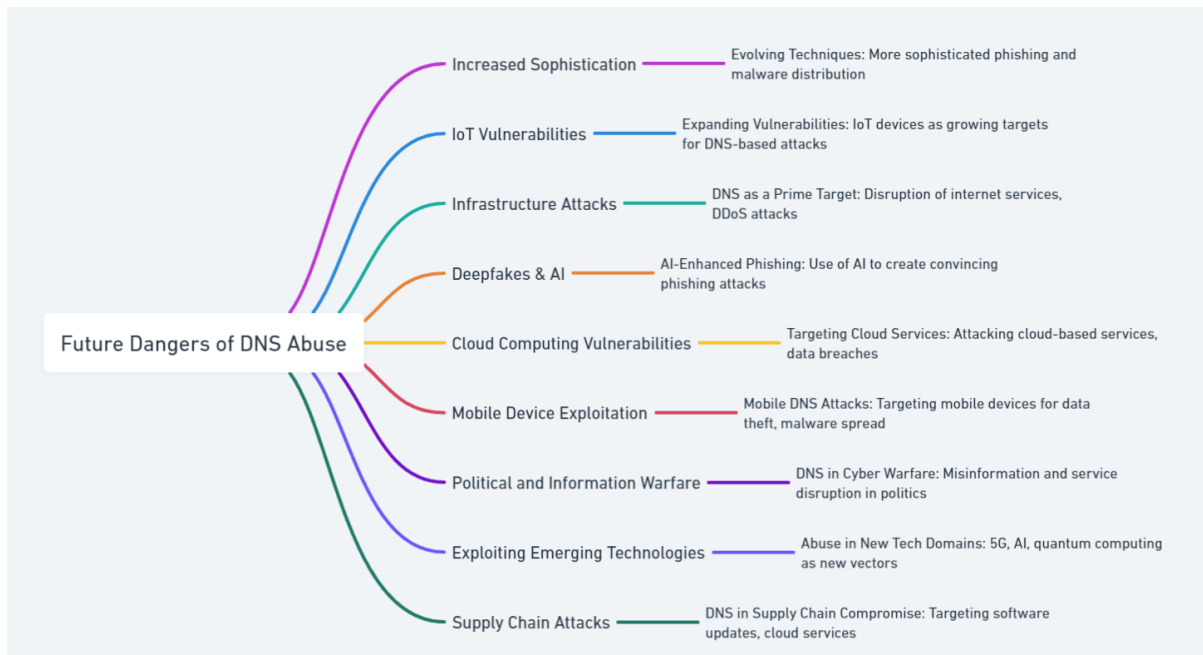 Increased Sophistication
Evolving Techniques: More sophisticated phishing and
malware distribution
IoT Vulnerabilities
Expanding Vulnerabilities: IoT devices as growing targets
for DNS-based attacks
Infrastructure Attacks
DNS as a Prime Target: Disruption of internet services,
DDoS attacks
Deepfakes & AI
AI-Enhanced Phishing: Use of AI to create convincing
phishing attacks
Future Dangers of DNS Abuse
Cloud Computing Vulnerabilities
Targeting Cloud Services: Attacking cloud-based services,
data breaches
Mobile Device Exploitation
Mobile DNS Attacks: Targeting mobile devices for data
theft, malware spread
Political and Information Warfare
DNS in Cyber Warfare: Misinformation and service
disruption in politics
Exploiting Emerging Technologies
Abuse in New Tech Domains: 5G, AI, quantum computing
as new vectors
Supply Chain Attacks
DNS in Supply Chain Compromise: Targeting software
updates, cloud services